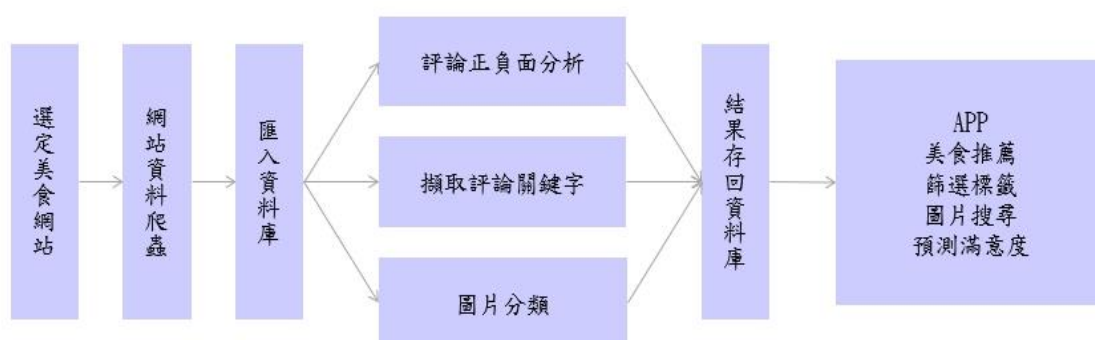 選定美食網站
網站資料爬蟲
匯入資料庫
評論正負面分析
擷取評論關鍵字
圖片分類
結果存回資料庫
APP
美食推薦
篩選標籤
圖片搜尋
預測滿意度